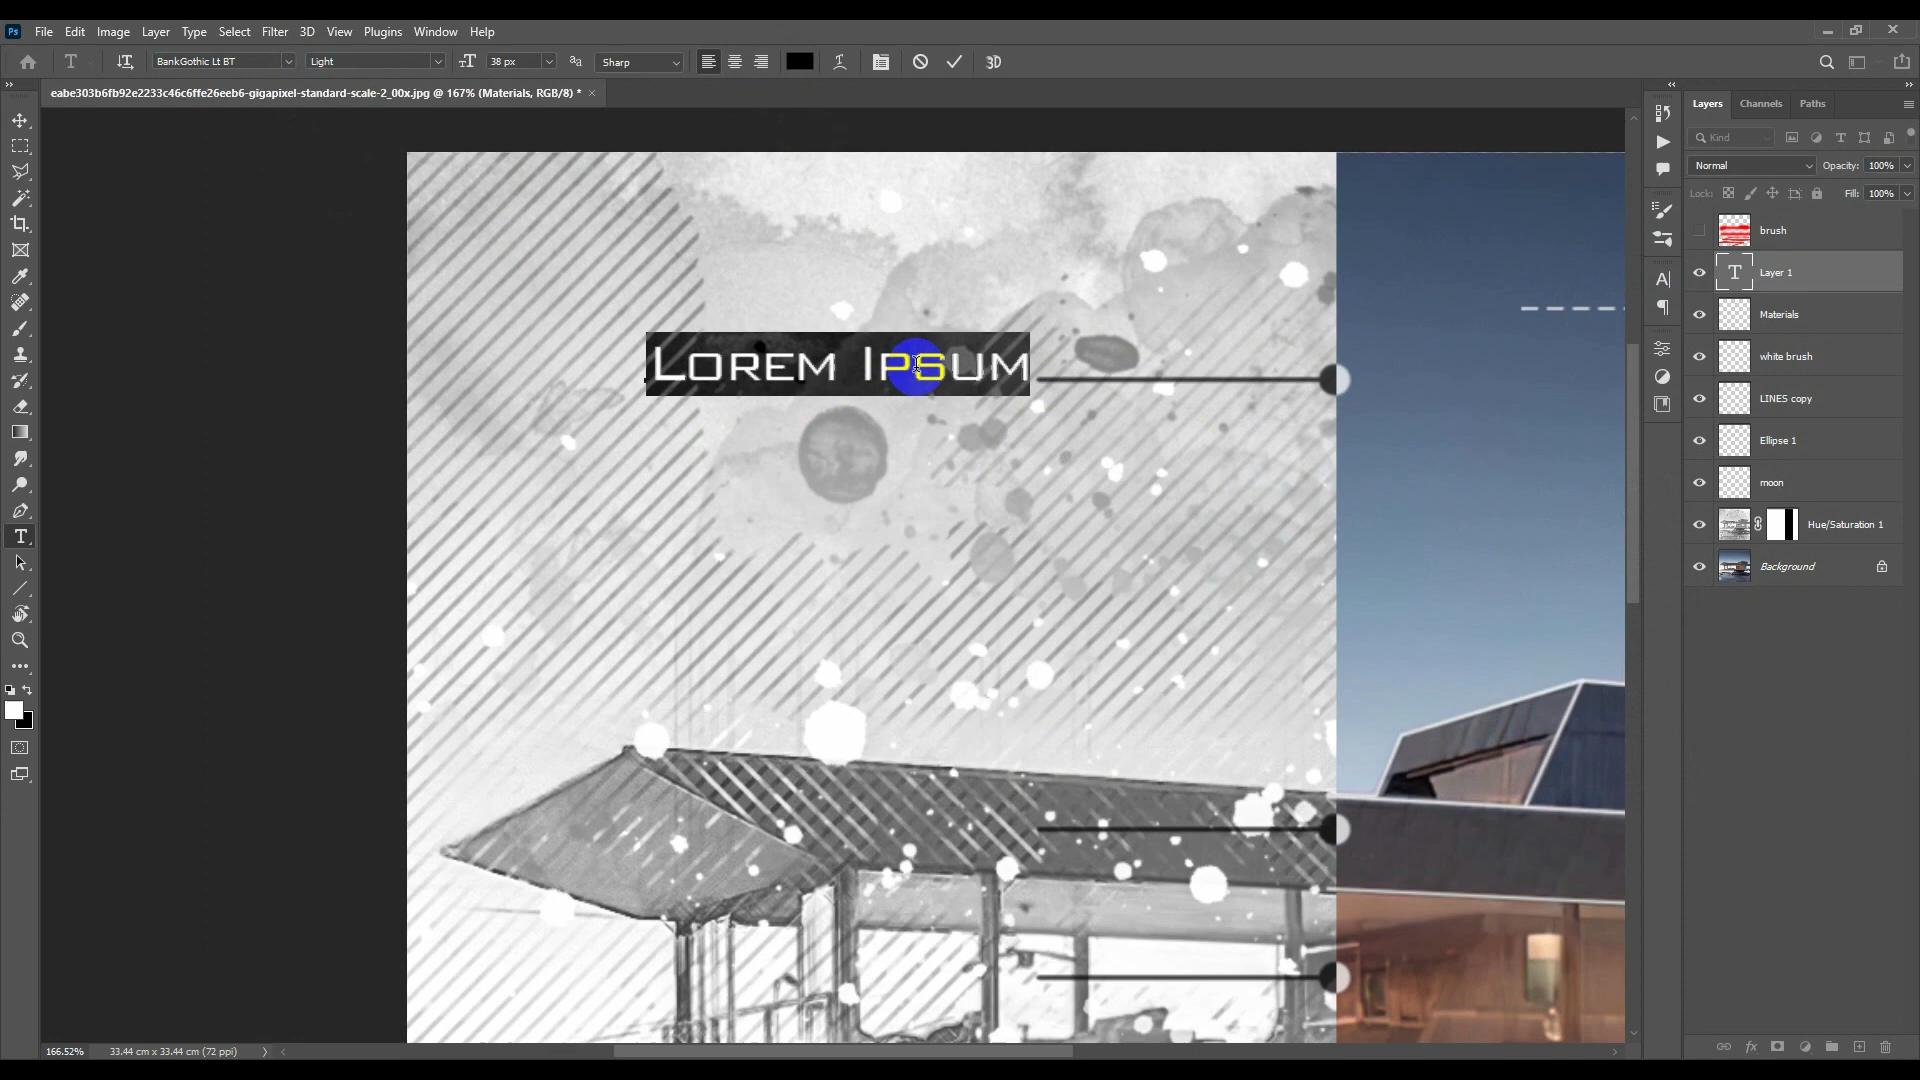 Ps File Edit Image Layer Type Select Filter 3D View Plugins Window Help
T BankGothic Lt BT Light 38 px Sharp 3D
eabe303b6fb92e2233c46c6ffe26eeb6-gigapixel-standard-scale-2_00x.jpg @ 167% (Materials, RGB/8) * ×
Layers Channels Paths
Kind
Normal Opacity: 100%
Lock: Fill: 100%
brush
Layer 1
Materials
white brush
LINES copy
Ellipse 1
moon
Hue/Saturation 1
Background
Lorem Ipsum
166.52% 33.44 cm x 33.44 cm (72 ppi)